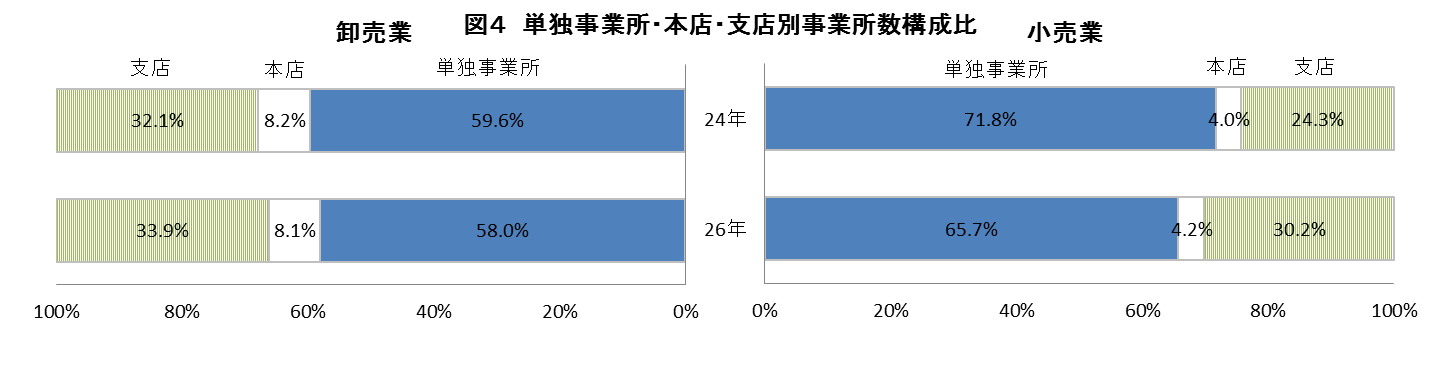 図4 単独事業所・本店・支店別事業所数構成比
卸売業
小売業
支店 本店 単独事業所
単独事業所 本店 支店
32.1% 8.2% 59.6%
24年
71.8% 4.0% 24.3%
33.9% 8.1% 58.0%
26年
65.7% 4.2% 30.2%
100% 80% 60% 40% 20% 0%
0% 20% 40% 60% 80% 100%